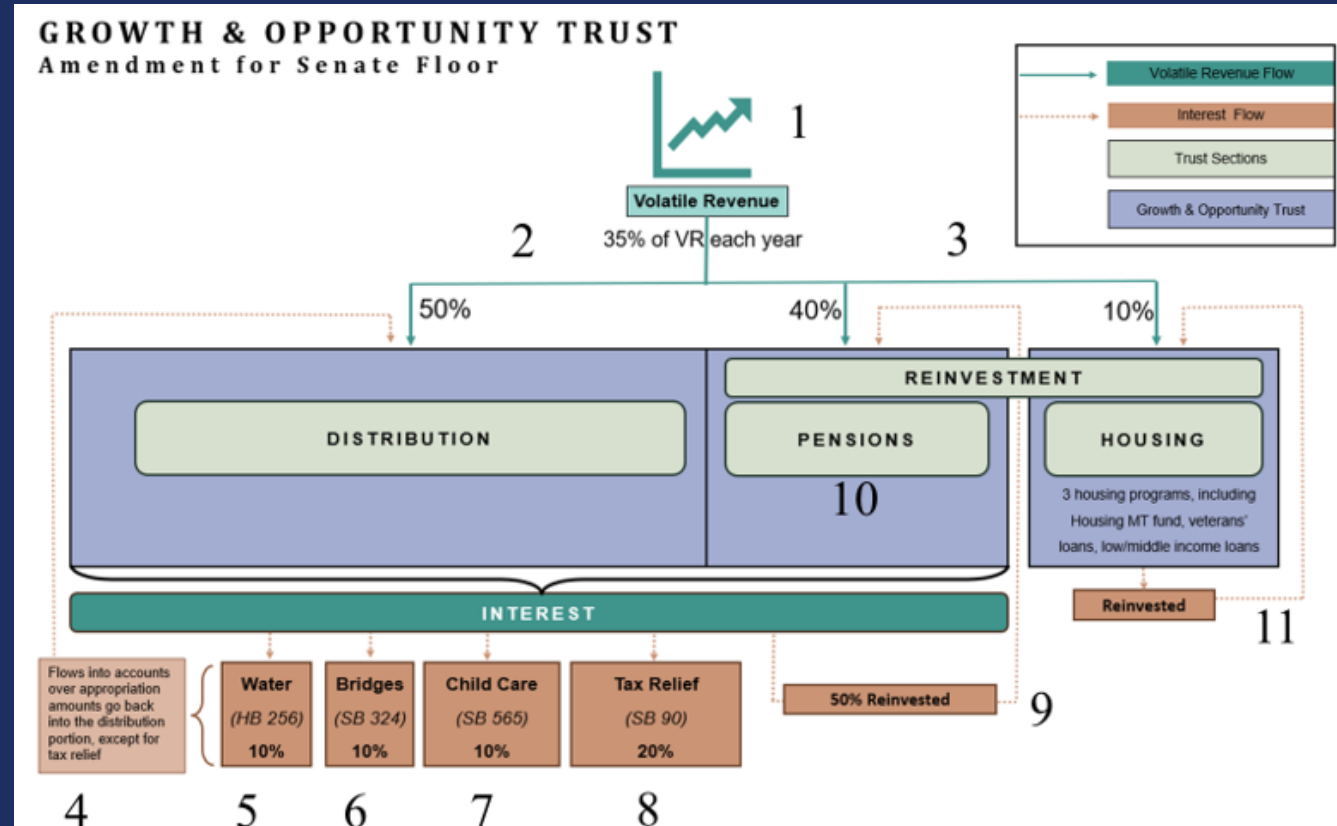 GROWTH & OPPORTUNITY TRUST
Amendment for Senate Floor
Volatile Revenue Flow
Interest Flow
Trust Sections
Growth & Opportunity Trust
1
Volatile Revenue
35% of VR each year
2
3
50%
40%
10%
REINVESTMENT
DISTRIBUTION
PENSIONS
HOUSING
10
3 housing programs, including
Housing MT fund, veterans'
loans, low/middle income loans
INTEREST
Reinvested
11
Flows into accounts
over appropriation
amounts go back
into the distribution
portion, except for
tax relief
Water
(HB 256)
10%
Bridges
(SB 324)
10%
Child Care
(SB 565)
10%
Tax Relief
(SB 90)
20%
50% Reinvested
9
4
5
6
7
8